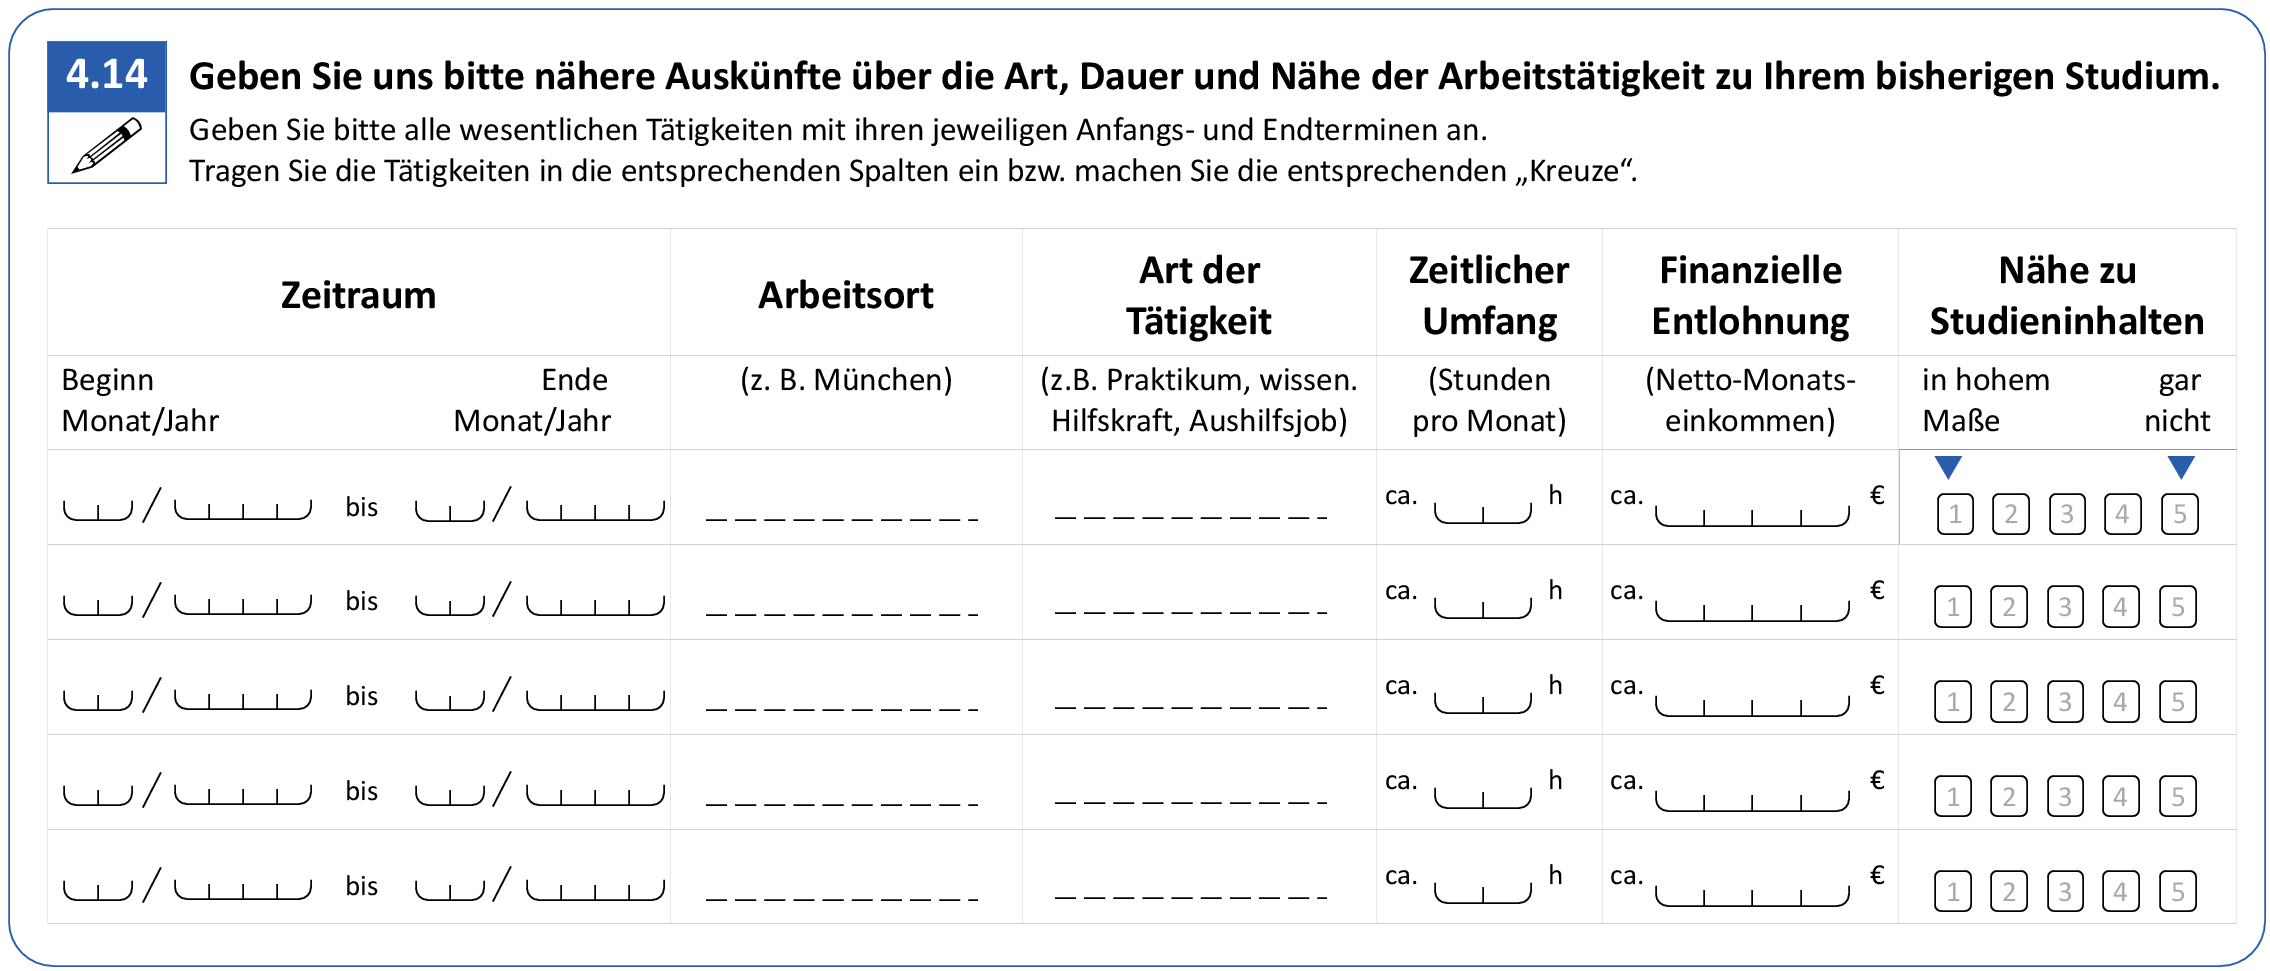 4.14
Geben Sie uns bitte nähere Auskünfte über die Art, Dauer und Nähe der Arbeitstätigkeit zu Ihrem bisherigen Studium.
Geben Sie bitte alle wesentlichen Tätigkeiten mit ihren jeweiligen Anfangs- und Endterminen an.
Tragen Sie die Tätigkeiten in die entsprechenden Spalten ein bzw. machen Sie die entsprechenden „Kreuze“.
Zeitraum
Arbeitsort
Art der
Tätigkeit
Zeitlicher
Umfang
Finanzielle
Entlohnung
Nähe zu
Studieninhalten
Beginn
Monat/Jahr
Ende
Monat/Jahr
(z. B. München)
(z.B. Praktikum, wissen.
Hilfskraft, Aushilfsjob)
(Stunden
pro Monat)
(Netto-Monats-
einkommen)
in hohem
Maße
gar
nicht
/ bis / ca. h ca. € 1 2 3 4 5
/ bis / ca. h ca. € 1 2 3 4 5
/ bis / ca. h ca. € 1 2 3 4 5
/ bis / ca. h ca. € 1 2 3 4 5
/ bis / ca. h ca. € 1 2 3 4 5